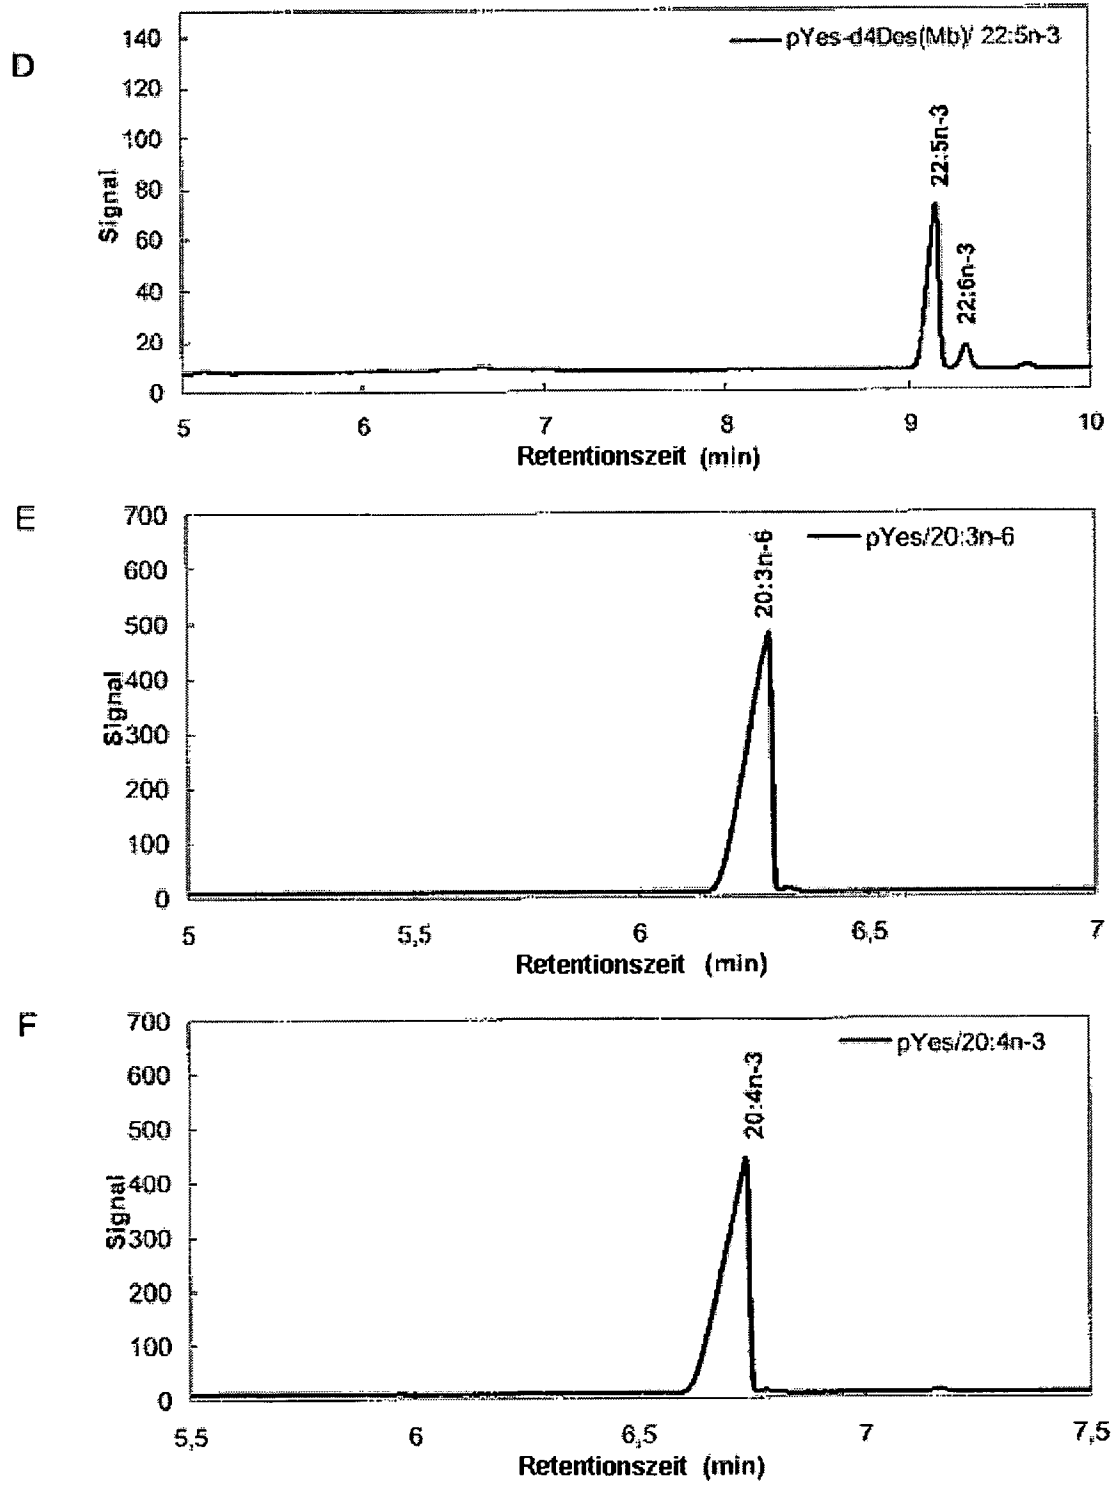 D
pYes-d4Des(Mb)/ 22:5n-3
140
120
100
80
60
40
20
0
Signal
22:5n-3
22:6n-3
5 6 7 8 9 10
Retentionszeit (min)
E
pYes/20:3n-6
700
600
500
400
300
200
100
0
Signal
20:3n-6
5 5,5 6 6,5 7
Retentionszeit (min)
F
pYes/20:4n-3
700
600
500
400
300
200
100
0
Signal
20:4n-3
5,5 6 6,5 7 7,5
Retentionszeit (min)